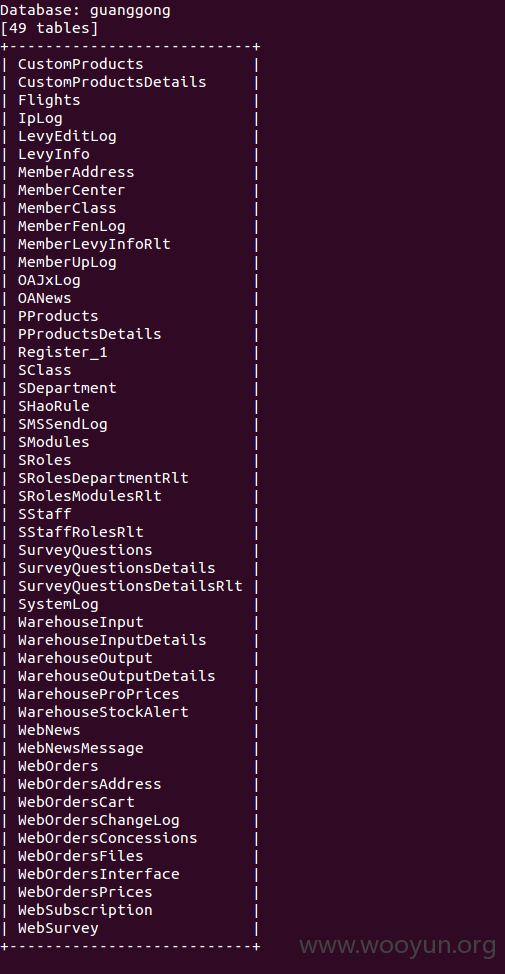 Database: guanggong
[49 tables]
+---------------------------+
| CustomProducts |
| CustomProductsDetails |
| Flights |
| IpLog |
| LevyEditLog |
| LevyInfo |
| MemberAddress |
| MemberCenter |
| MemberClass |
| MemberFenLog |
| MemberLevyInfoRlt |
| MemberUpLog |
| OAJxLog |
| OANews |
| PProducts |
| PProductsDetails |
| Register_1 |
| SClass |
| SDepartment |
| SHaoRule |
| SMSSendLog |
| SModules |
| SRoles |
| SRolesDepartmentRlt |
| SRolesModulesRlt |
| SStaff |
| SStaffRolesRlt |
| SurveyQuestions |
| SurveyQuestionsDetails |
| SurveyQuestionsDetailsRlt |
| SystemLog |
| WarehouseInput |
| WarehouseInputDetails |
| WarehouseOutput |
| WarehouseOutputDetails |
| WarehouseProPrices |
| WarehouseStockAlert |
| WebNews |
| WebNewsMessage |
| WebOrders |
| WebOrdersAddress |
| WebOrdersCart |
| WebOrdersChangeLog |
| WebOrdersConcessions |
| WebOrdersFiles |
| WebOrdersInterface |
| WebOrdersPrices |
| WebSubscription |
| WebSurvey |
+---------------------------+
www.wooyun.org